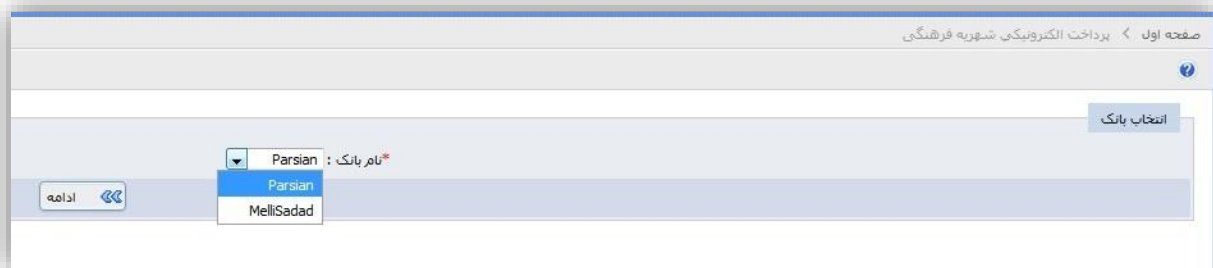 صفحه اول > پرداخت الکترونیکی شهریه فرهنگی
?
انتخاب بانک
*نام بانک : Parsian
Parsian
MelliSadad
ادامه